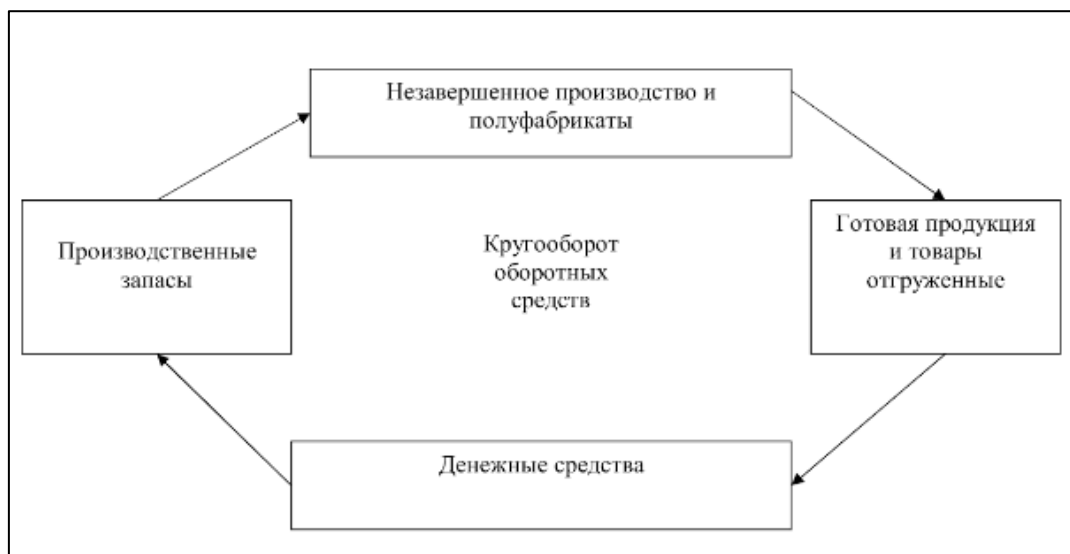 Незавершенное производство и
полуфабрикаты
Производственные
запасы
Кругооборот
оборотных
средств
Готовая продукция
и товары
отгруженные
Денежные средства